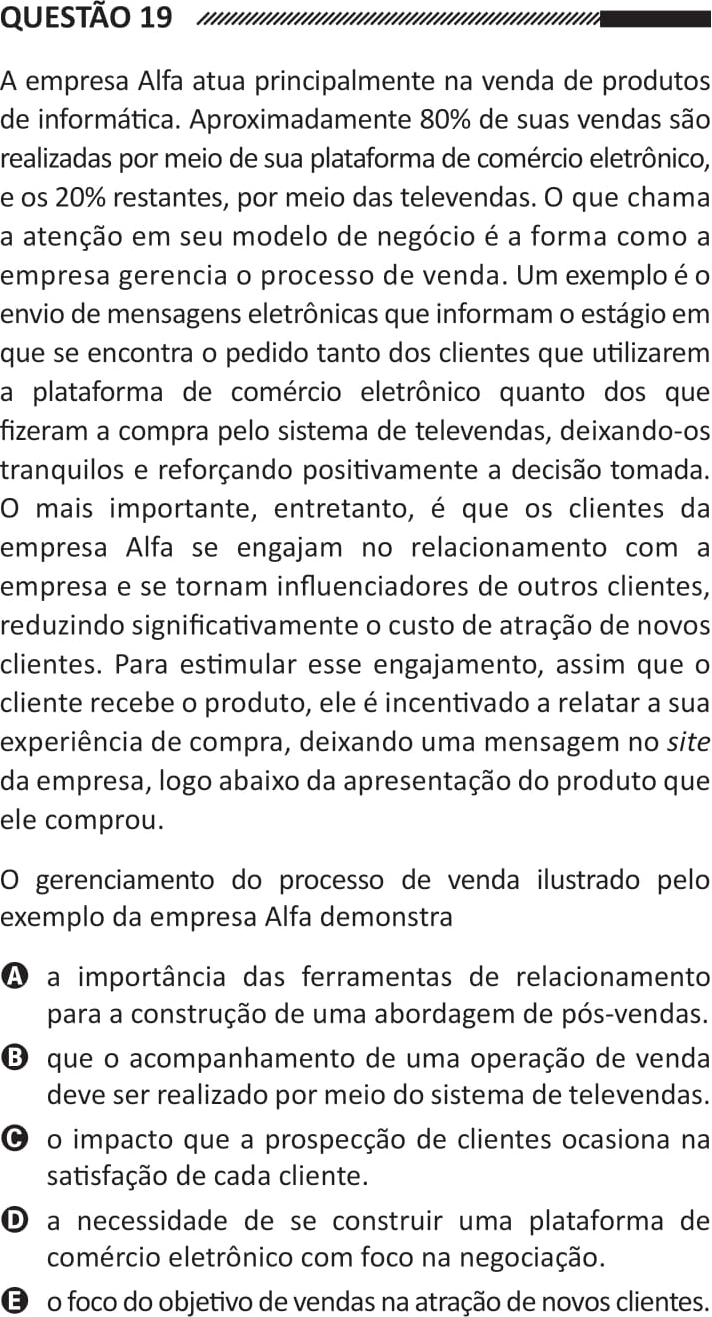 QUESTÃO 19
A empresa Alfa atua principalmente na venda de produtos
de informática. Aproximadamente 80% de suas vendas são
realizadas por meio de sua plataforma de comércio eletrônico,
e os 20% restantes, por meio das televendas. O que chama
a atenção em seu modelo de negócio é a forma como a
empresa gerencia o processo de venda. Um exemplo é o
envio de mensagens eletrônicas que informam o estágio em
que se encontra o pedido tanto dos clientes que utilizarem
a plataforma de comércio eletrônico quanto dos que
fizeram a compra pelo sistema de televendas, deixando-os
tranquilos e reforçando positivamente a decisão tomada.
O mais importante, entretanto, é que os clientes da
empresa Alfa se engajam no relacionamento com a
empresa e se tornam influenciadores de outros clientes,
reduzindo significativamente o custo de atração de novos
clientes. Para estimular esse engajamento, assim que o
cliente recebe o produto, ele é incentivado a relatar a sua
experiência de compra, deixando uma mensagem no site
da empresa, logo abaixo da apresentação do produto que
ele comprou.
O gerenciamento do processo de venda ilustrado pelo
exemplo da empresa Alfa demonstra
A a importância das ferramentas de relacionamento
para a construção de uma abordagem de pós-vendas.
B que o acompanhamento de uma operação de venda
deve ser realizado por meio do sistema de televendas.
C o impacto que a prospecção de clientes ocasiona na
satisfação de cada cliente.
D a necessidade de se construir uma plataforma de
comércio eletrônico com foco na negociação.
E o foco do objetivo de vendas na atração de novos clientes.